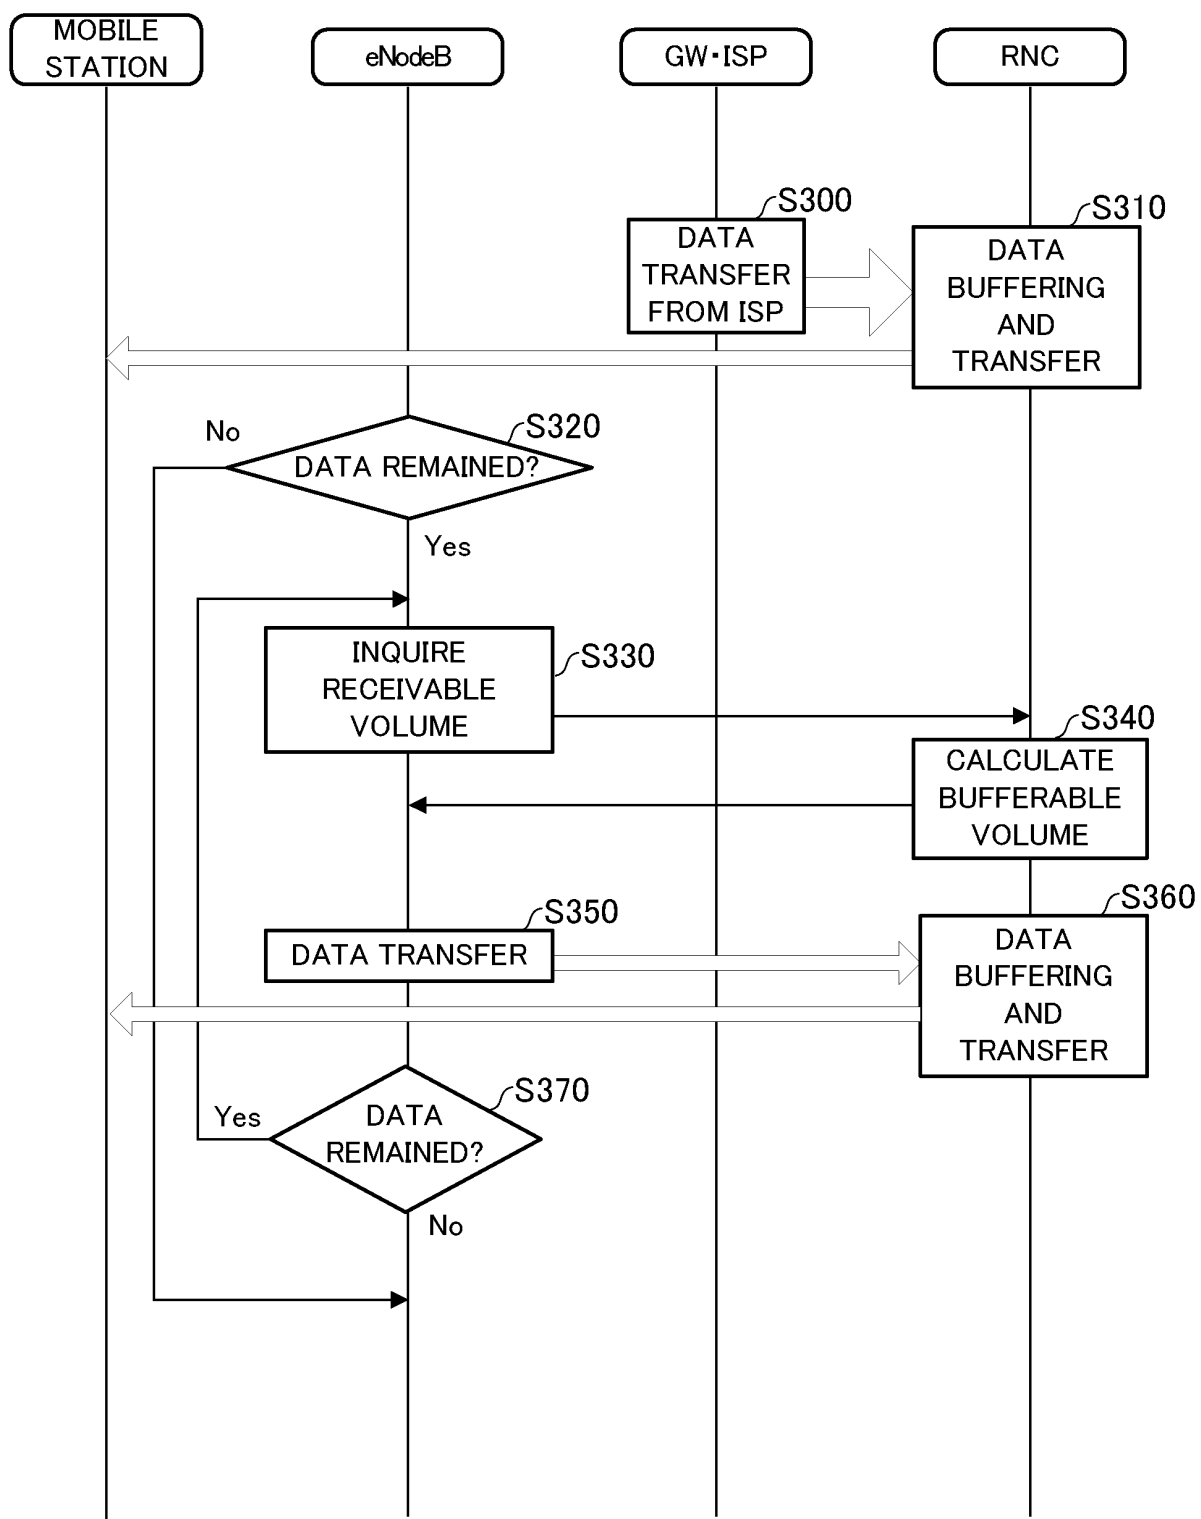 MOBILE
STATION
eNodeB
GW・ISP
RNC
S300
DATA
TRANSFER
FROM ISP
S310
DATA
BUFFERING
AND
TRANSFER
No
S320
DATA REMAINED?
Yes
INQUIRE
RECEIVABLE
VOLUME
S330
S340
CALCULATE
BUFFERABLE
VOLUME
S350
DATA TRANSFER
S360
DATA
BUFFERING
AND
TRANSFER
S370
Yes
DATA
REMAINED?
No